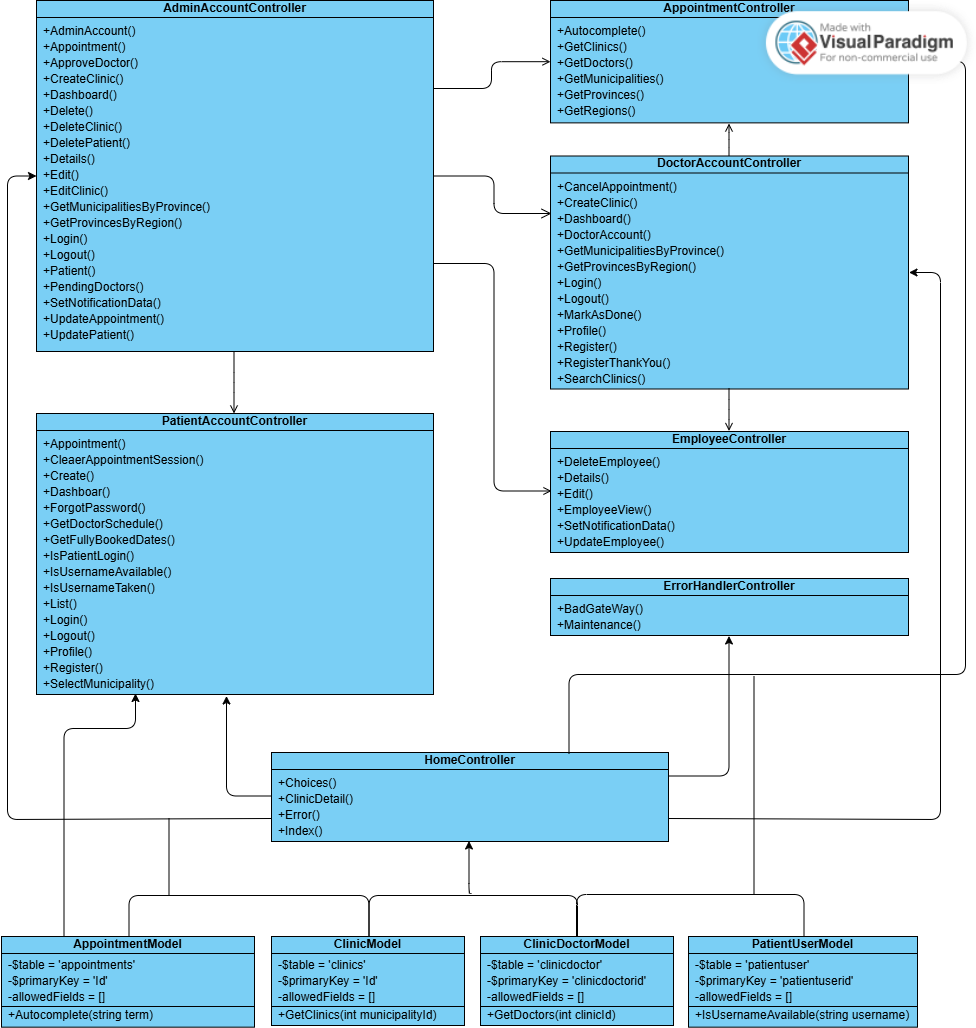 AdminAccountController
+AdminAccount()
+Appointment()
+ApproveDoctor()
+CreateClinic()
+Dashboard()
+Delete()
+DeleteClinic()
+DeletePatient()
+Details()
+Edit()
+EditClinic()
+GetMunicipalitiesByProvince()
+GetProvincesByRegion()
+Login()
+Logout()
+Patient()
+PendingDoctors()
+SetNotificationData()
+UpdateAppointment()
+UpdatePatient()
AppointmentController
+Autocomplete()
+GetClinics()
+GetDoctors()
+GetMunicipalities()
+GetProvinces()
+GetRegions()
Made with
Visual Paradigm
For non-commercial use
DoctorAccountController
+CancelAppointment()
+CreateClinic()
+Dashboard()
+DoctorAccount()
+GetMunicipalitiesByProvince()
+GetProvincesByRegion()
+Login()
+Logout()
+MarkAsDone()
+Profile()
+Register()
+RegisterThankYou()
+SearchClinics()
PatientAccountController
+Appointment()
+CleaerAppointmentSession()
+Create()
+Dashboar()
+ForgotPassword()
+GetDoctorSchedule()
+GetFullyBookedDates()
+IsPatientLogin()
+IsUsernameAvailable()
+IsUsernameTaken()
+List()
+Login()
+Logout()
+Profile()
+Register()
+SelectMunicipality()
EmployeeController
+DeleteEmployee()
+Details()
+Edit()
+EmployeeView()
+SetNotificationData()
+UpdateEmployee()
ErrorHandlerController
+BadGateWay()
+Maintenance()
HomeController
+Choices()
+ClinicDetail()
+Error()
+Index()
AppointmentModel
-$table = 'appointments'
-$primaryKey = 'Id'
-allowedFields = []
+Autocomplete(string term)
ClinicModel
-$table = 'clinics'
-$primaryKey = 'Id'
-allowedFields = []
+GetClinics(int municipalityId)
ClinicDoctorModel
-$table = 'clinicdoctor'
-$primaryKey = 'clinicdoctorid'
-allowedFields = []
+GetDoctors(int clinicId)
PatientUserModel
-$table = 'patientuser'
-$primaryKey = 'patientuserid'
-allowedFields = []
+IsUsernameAvailable(string username)